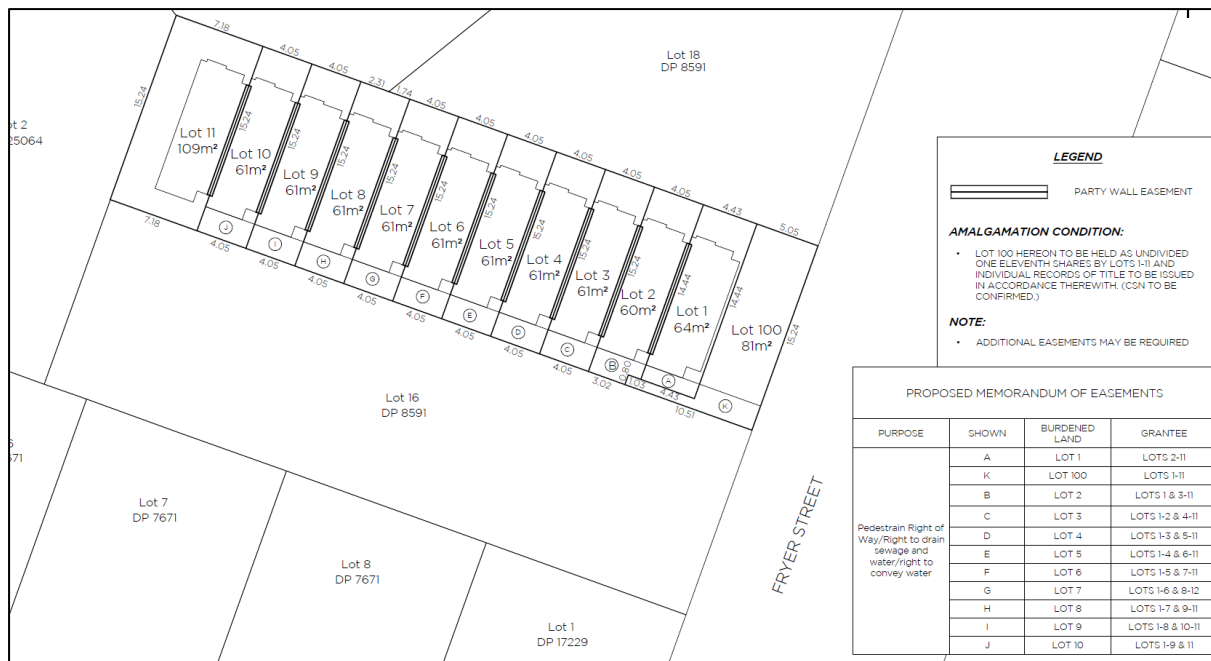 7.18
4.05
4.05
2.31
1.74
4.05
4.05
4.05
4.05
4.05
4.05
4.43
5.05
Lot 18
DP 8591
15.24
Lot 11
109m²
15.24
Lot 10
61m²
15.24
Lot 9
61m²
15.24
Lot 8
61m²
15.24
Lot 7
61m²
15.24
Lot 6
61m²
15.24
Lot 5
61m²
15.24
Lot 4
61m²
15.24
Lot 3
61m²
15.24
Lot 2
60m²
14.44
Lot 1
64m²
14.44
Lot 100
81m²
15.24
ot 2
25064
7.18
J
I
H
G
F
E
D
C
B
A
K
4.05
4.05
4.05
4.05
4.05
4.05
4.05
4.05
3.02
0.80
1.03
4.43
10.51
Lot 16
DP 8591
6
671
Lot 7
DP 7671
Lot 8
DP 7671
Lot 1
DP 17229
FRYER STREET
LEGEND
PARTY WALL EASEMENT
AMALGAMATION CONDITION:
• LOT 100 HEREON TO BE HELD AS UNDIVIDED
ONE ELEVENTH SHARES BY LOTS 1-11 AND
INDIVIDUAL RECORDS OF TITLE TO BE ISSUED
IN ACCORDANCE THEREWITH. (CSN TO BE
CONFIRMED.)
NOTE:
• ADDITIONAL EASEMENTS MAY BE REQUIRED
PROPOSED MEMORANDUM OF EASEMENTS
PURPOSE SHOWN BURDENED LAND GRANTEE
Pedestrain Right of
Way/Right to drain
sewage and
water/right to
convey water
A LOT 1 LOTS 2-11
K LOT 100 LOTS 1-11
B LOT 2 LOTS 1 & 3-11
C LOT 3 LOTS 1-2 & 4-11
D LOT 4 LOTS 1-3 & 5-11
E LOT 5 LOTS 1-4 & 6-11
F LOT 6 LOTS 1-5 & 7-11
G LOT 7 LOTS 1-6 & 8-12
H LOT 8 LOTS 1-7 & 9-11
I LOT 9 LOTS 1-8 & 10-11
J LOT 10 LOTS 1-9 & 11